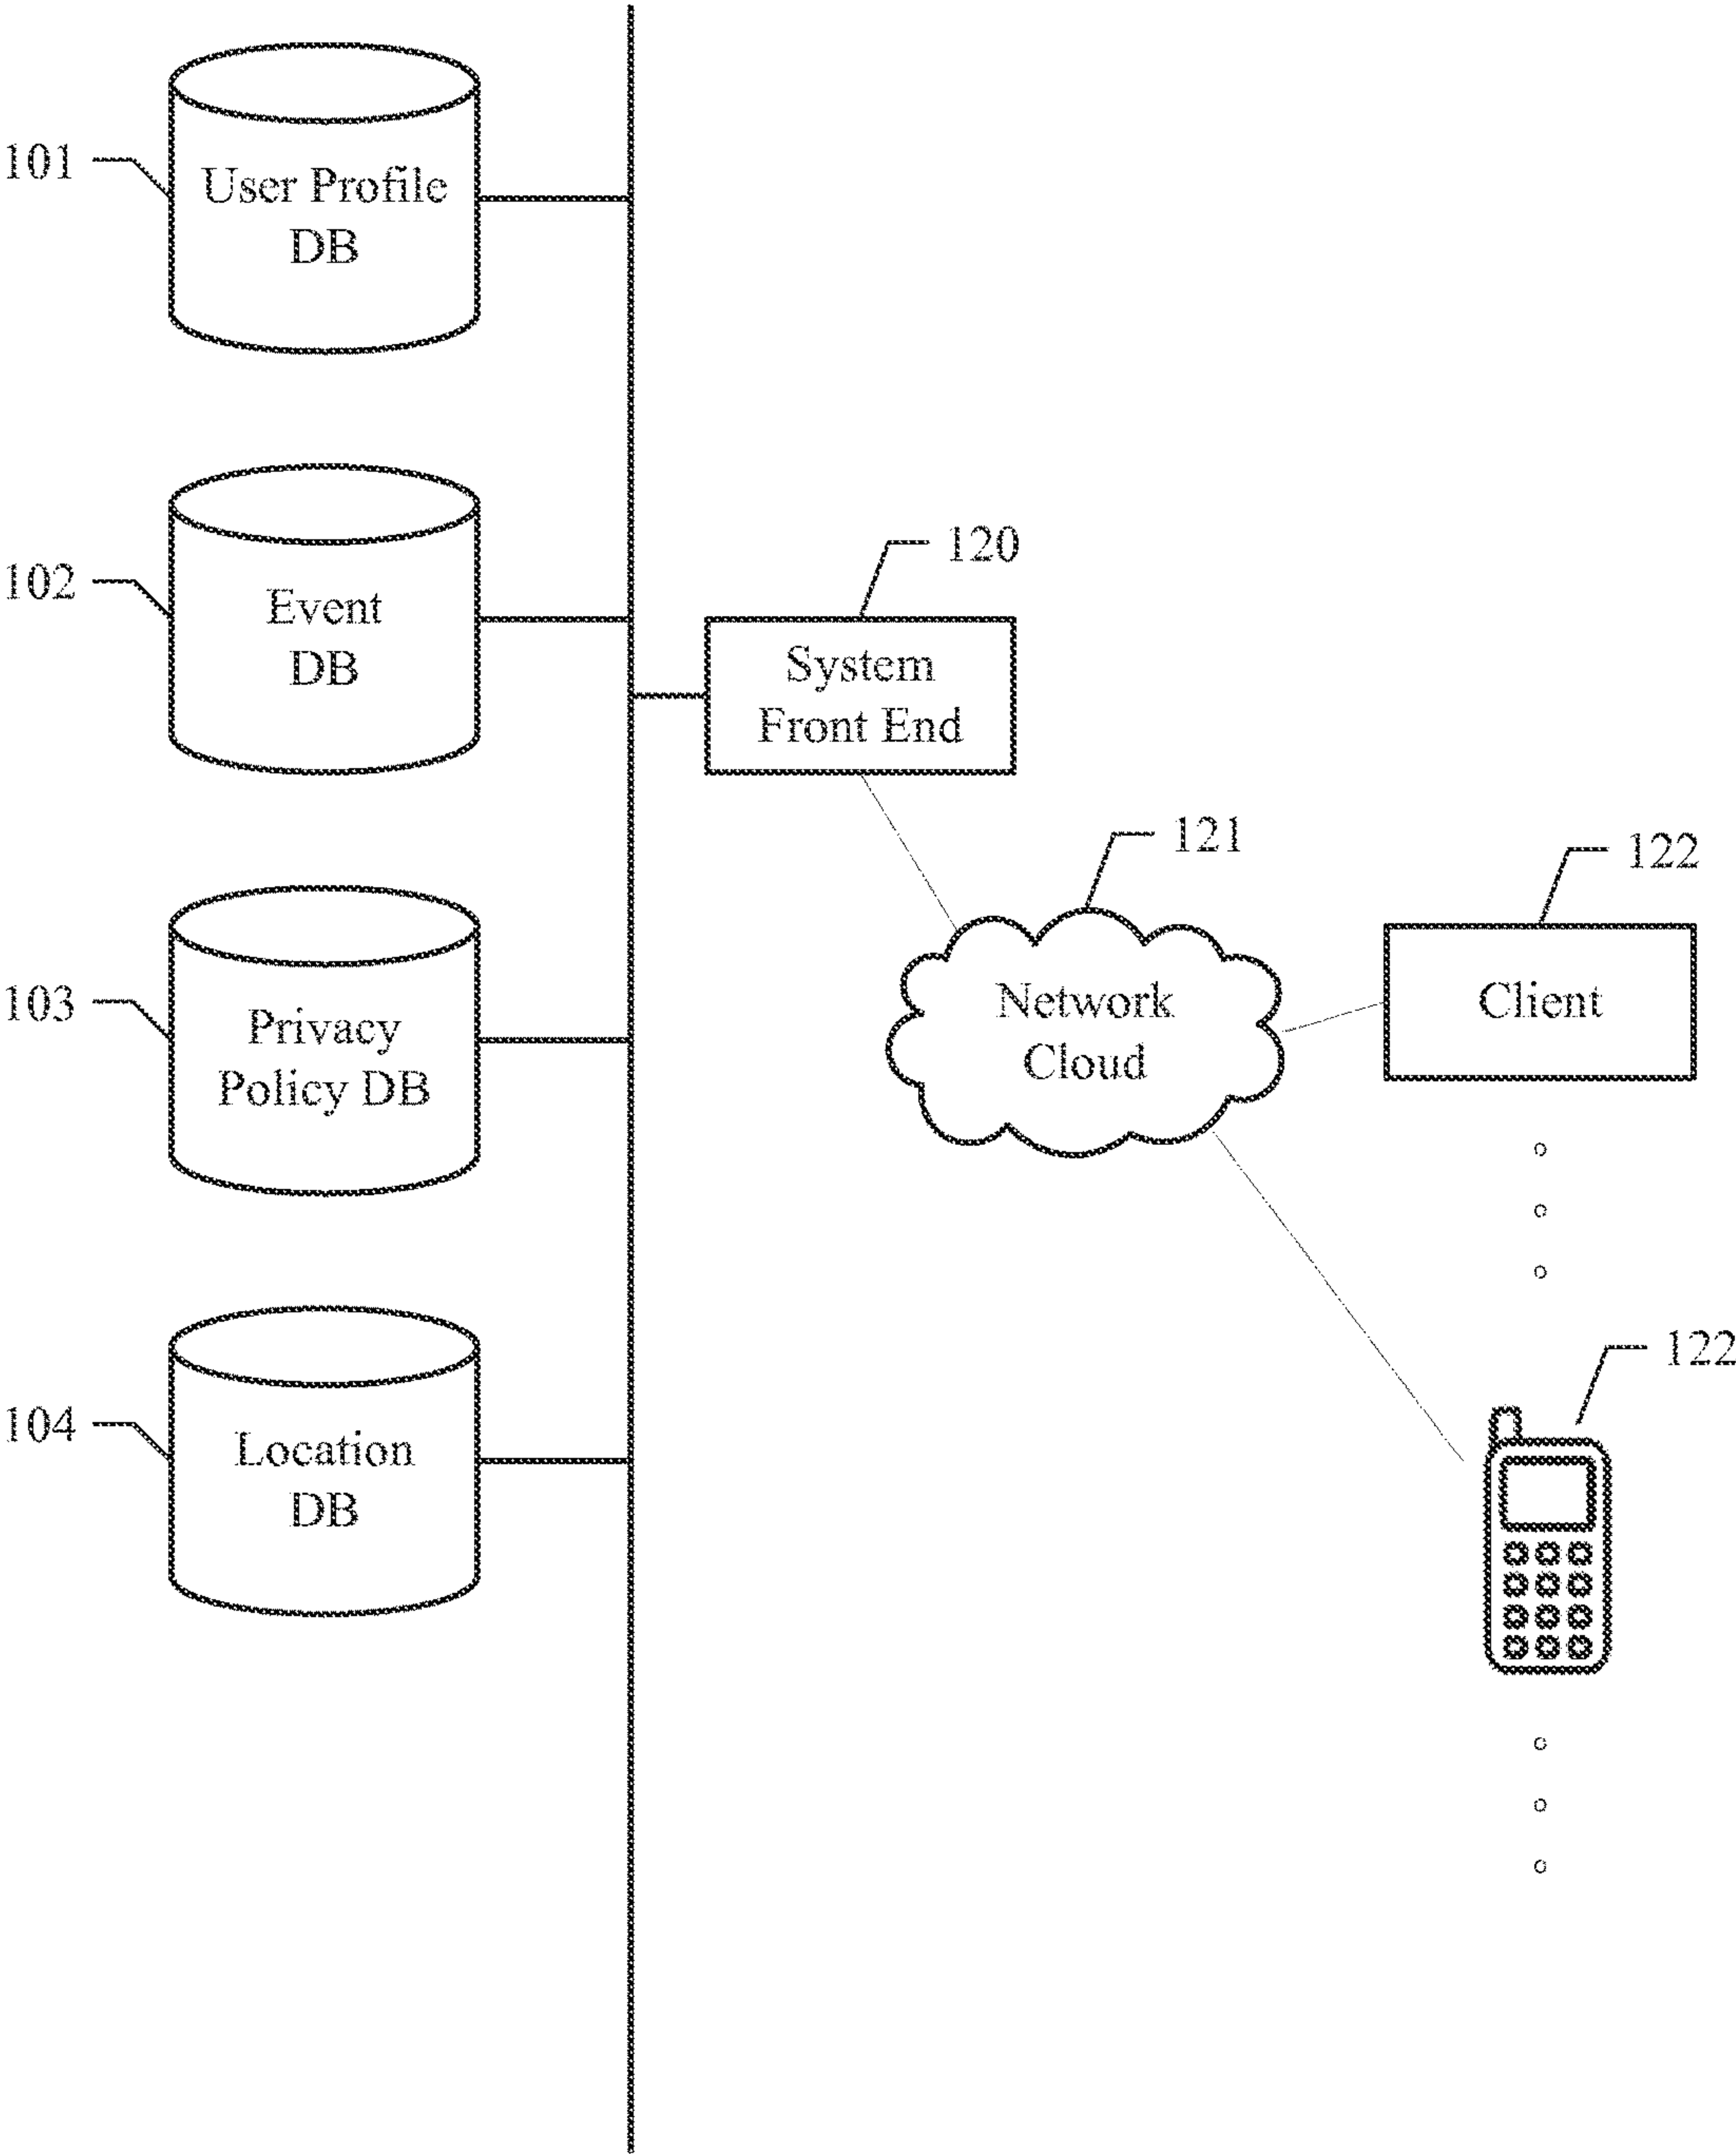 101
User Profile
DB
102
Event
DB
120
System
Front End
121
122
103
Privacy
Policy DB
Network
Cloud
Client
104
Location
DB
122